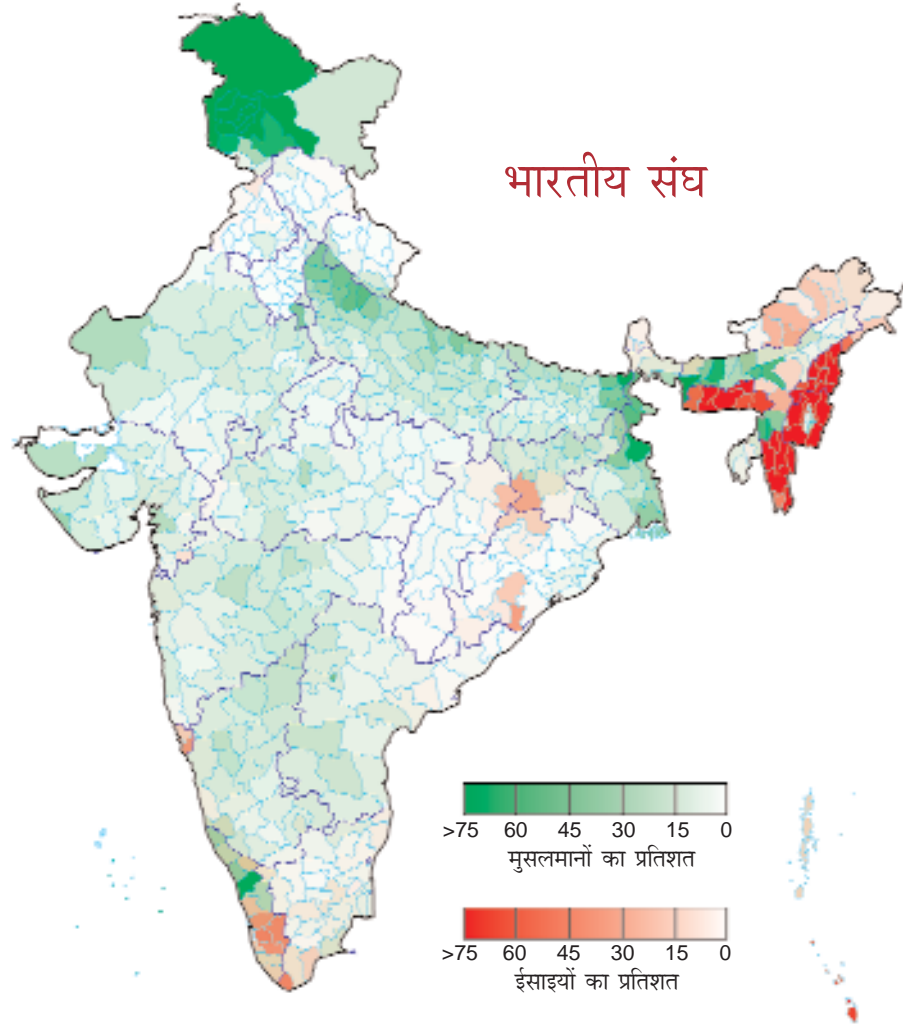 भारतीय संघ
>75 60 45 30 15 0
मुसलमानों का प्रतिशत
>75 60 45 30 15 0
ईसाइयों का प्रतिशत